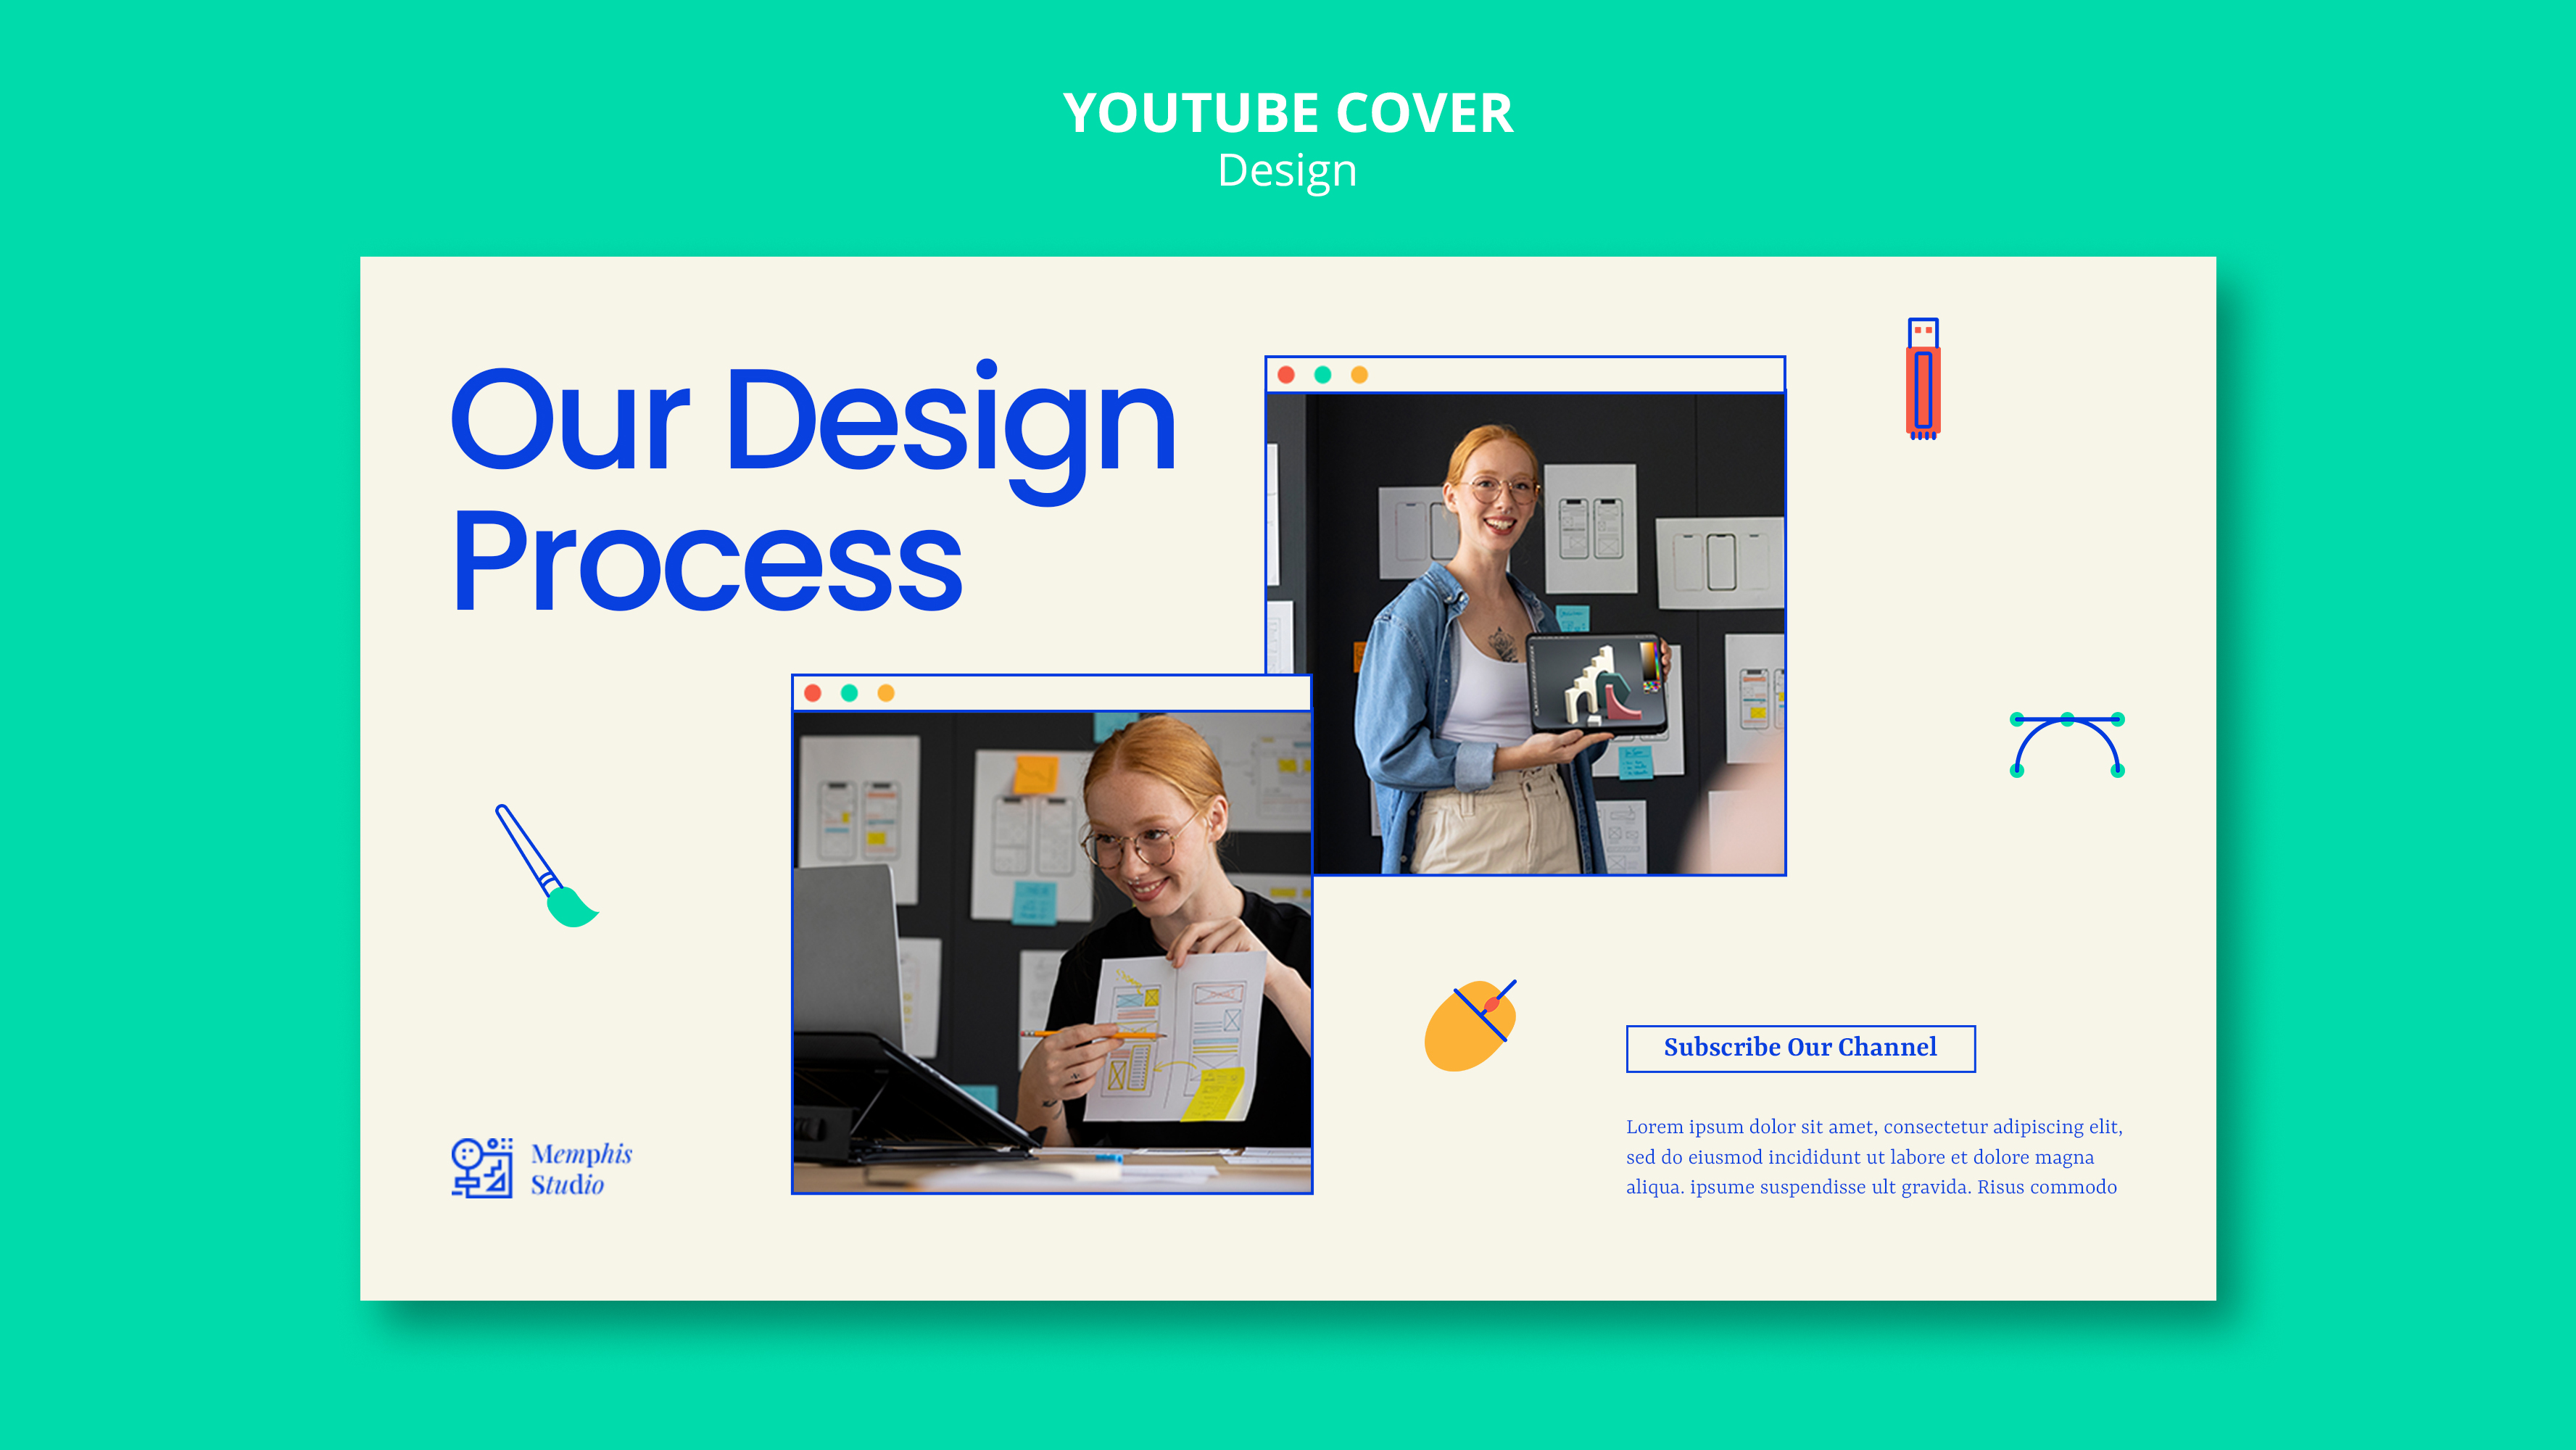 YOUTUBE COVER
Design
Our Design
Process
Subscribe Our Channel
Lorem ipsum dolor sit amet, consectetur adipiscing elit,
sed do eiusmod incididunt ut labore et dolore magna
aliqua. ipsume suspendisse ult gravida. Risus commodo
Memphis
Studio